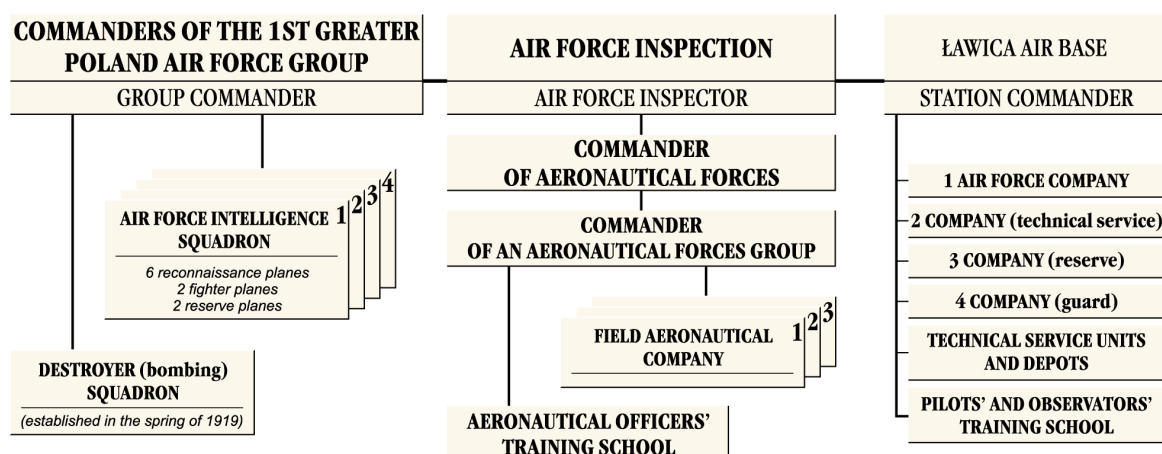 COMMANDERS OF THE 1ST GREATER
POLAND AIR FORCE GROUP
GROUP COMMANDER
AIR FORCE INTELLIGENCE
SQUADRON
6 reconnaissance planes
2 fighter planes
2 reserve planes
1
2
3
4
DESTROYER (bombing)
SQUADRON
(established in the spring of 1919)
AIR FORCE INSPECTION
AIR FORCE INSPECTOR
COMMANDER
OF AERONAUTICAL FORCES
COMMANDER
OF AN AERONAUTICAL FORCES GROUP
FIELD AERONAUTICAL
COMPANY
1
2
3
AERONAUTICAL OFFICERS'
TRAINING SCHOOL
ŁAWICA AIR BASE
STATION COMMANDER
1 AIR FORCE COMPANY
2 COMPANY (technical service)
3 COMPANY (reserve)
4 COMPANY (guard)
TECHNICAL SERVICE UNITS
AND DEPOTS
PILOTS' AND OBSERVATORS'
TRAINING SCHOOL